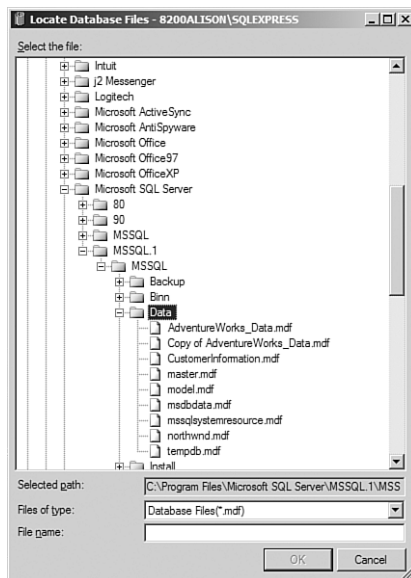 Locate Database Files - 8200ALISON\SQLEXPRESS
Select the file:
Intuit
j2 Messenger
Logitech
Microsoft ActiveSync
Microsoft AntiSpyware
Microsoft Office
Microsoft Office97
Microsoft OfficeXP
Microsoft SQL Server
80
90
MSSQL
MSSQL.1
MSSQL
Backup
Binn
Data
AdventureWorks_Data.mdf
Copy of AdventureWorks_Data.mdf
CustomerInformation.mdf
master.mdf
model.mdf
msdbdata.mdf
mssqlsystemresource.mdf
northwnd.mdf
tempdb.mdf
Install
Selected path: C:\Program Files\Microsoft SQL Server\MSSQL.1\MSS
Files of type: Database Files(*.mdf)
File name:
OK Cancel